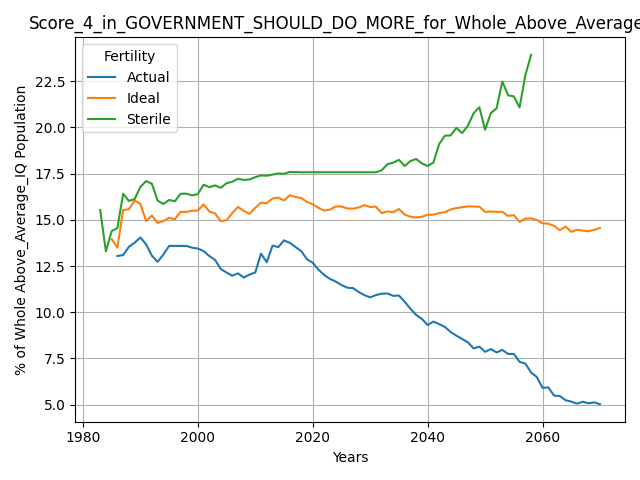 Score_4_in_GOVERNMENT_SHOULD_DO_MORE_for_Whole_Above_Average
Fertility
Actual
Ideal
Sterile
% of Whole Above_Average_IQ Population
22.5
20.0
17.5
15.0
12.5
10.0
7.5
5.0
1980
2000
2020
2040
2060
Years